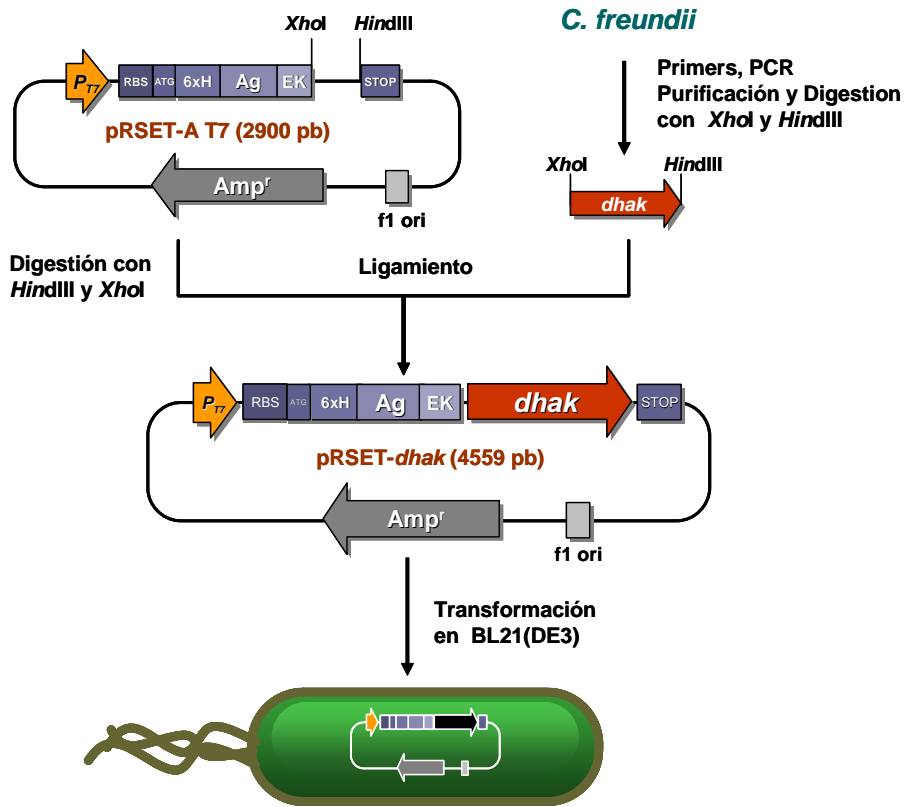 XhoI HindIII
P_T7 RBS ATG 6xH Ag EK STOP
pRSET-A T7 (2900 pb)
Ampʳ
f1 ori
C. freundii
Primers, PCR
Purificación y Digestion
con XhoI y HindIII
XhoI HindIII
dhak
Digestión con
HindIII y XhoI
Ligamiento
P_T7 RBS ATG 6xH Ag EK dhak STOP
pRSET-dhak (4559 pb)
Ampʳ
f1 ori
Transformación
en BL21(DE3)